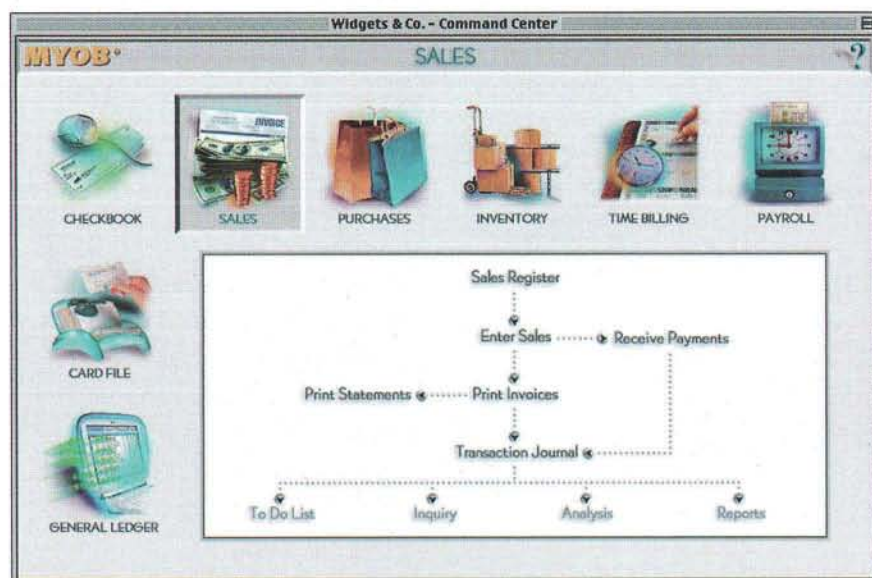 Widgets & Co. - Command Center
MYOB®
SALES
?
INVOICE
CHECKBOOK
SALES
PURCHASES
INVENTORY
TIME BILLING
PAYROLL
CARD FILE
GENERAL LEDGER
Sales Register
Enter Sales
Receive Payments
Print Statements
Print Invoices
Transaction Journal
To Do List
Inquiry
Analysis
Reports